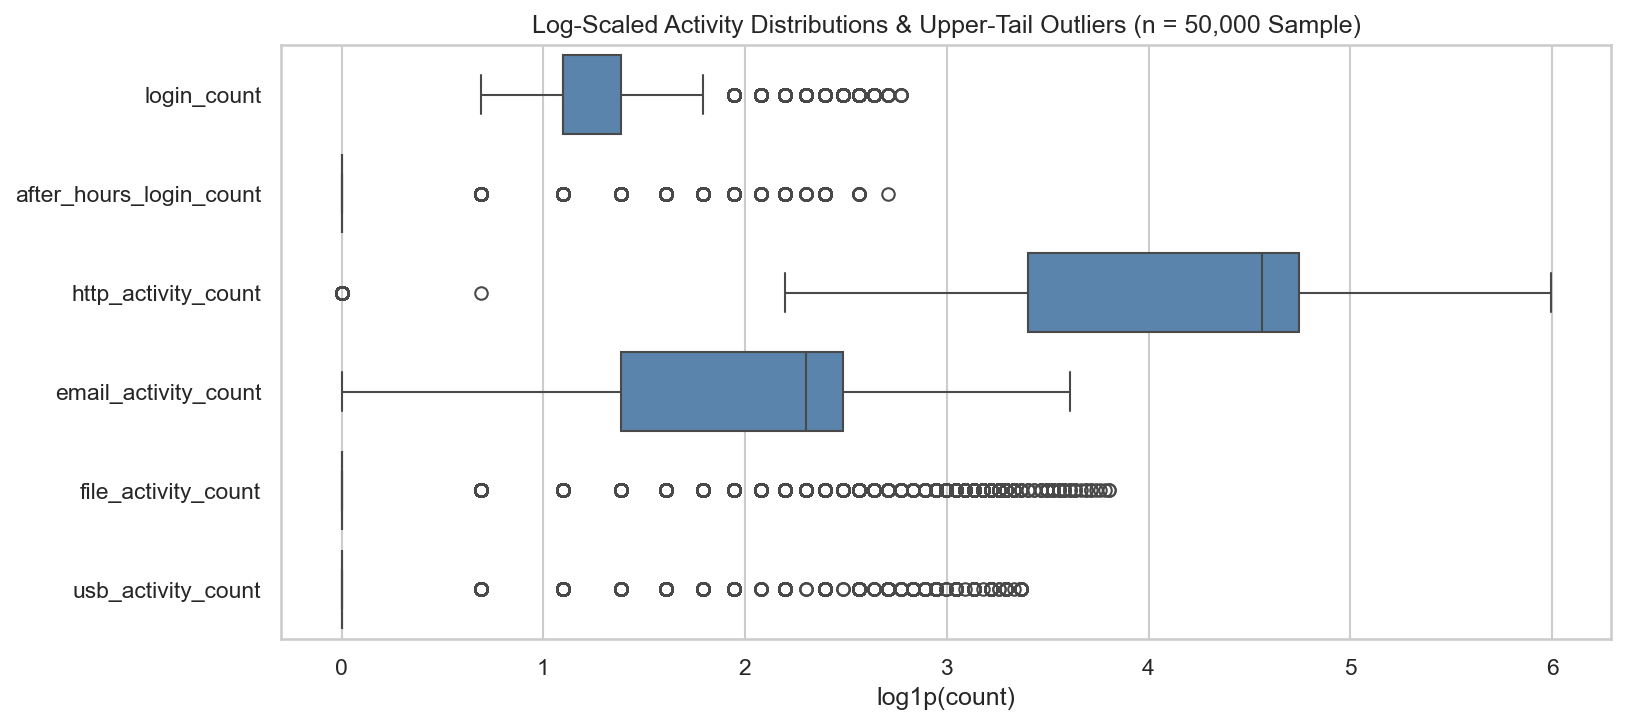 Log-Scaled Activity Distributions & Upper-Tail Outliers (n = 50,000 Sample)
login_count
after_hours_login_count
http_activity_count
email_activity_count
file_activity_count
usb_activity_count
0 1 2 3 4 5 6
log1p(count)